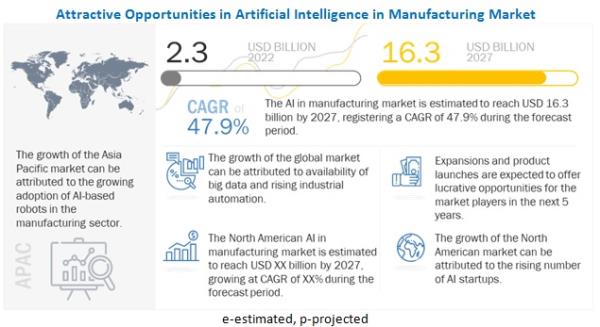 Attractive Opportunities in Artificial Intelligence in Manufacturing Market
2.3
USD BILLION
2022
16.3
USD BILLION
2027
CAGR of
47.9%
The AI in manufacturing market is estimated to reach USD 16.3
billion by 2027, registering a CAGR of 47.9% during the forecast
period.
The growth of the Asia
Pacific market can be
attributed to the growing
adoption of AI-based
robots in the
manufacturing sector.
APAC
The growth of the global market
can be attributed to availability of
big data and rising industrial
automation.
Expansions and product
launches are expected to offer
lucrative opportunities for the
market players in the next 5
years.
The North American AI in
manufacturing market is estimated
to reach USD XX billion by 2027,
growing at CAGR of XX% during the
forecast period.
The growth of the North
American market can be
attributed to the rising number
of AI startups.
e-estimated, p-projected